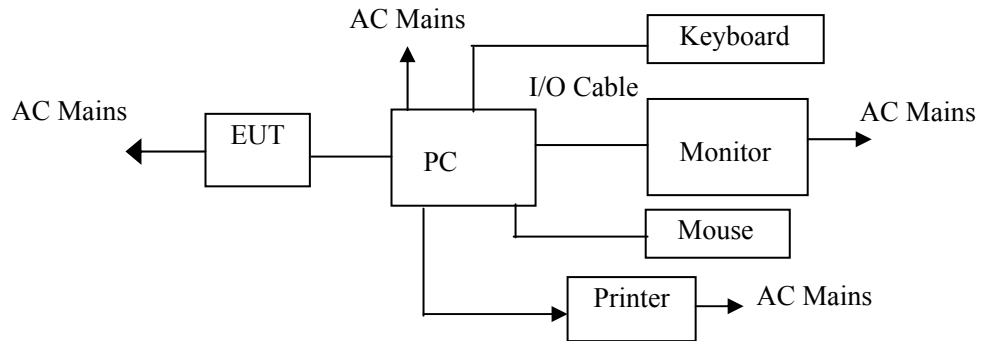 AC Mains
Keyboard
I/O Cable
AC Mains
EUT
PC
Monitor
AC Mains
Mouse
Printer
AC Mains